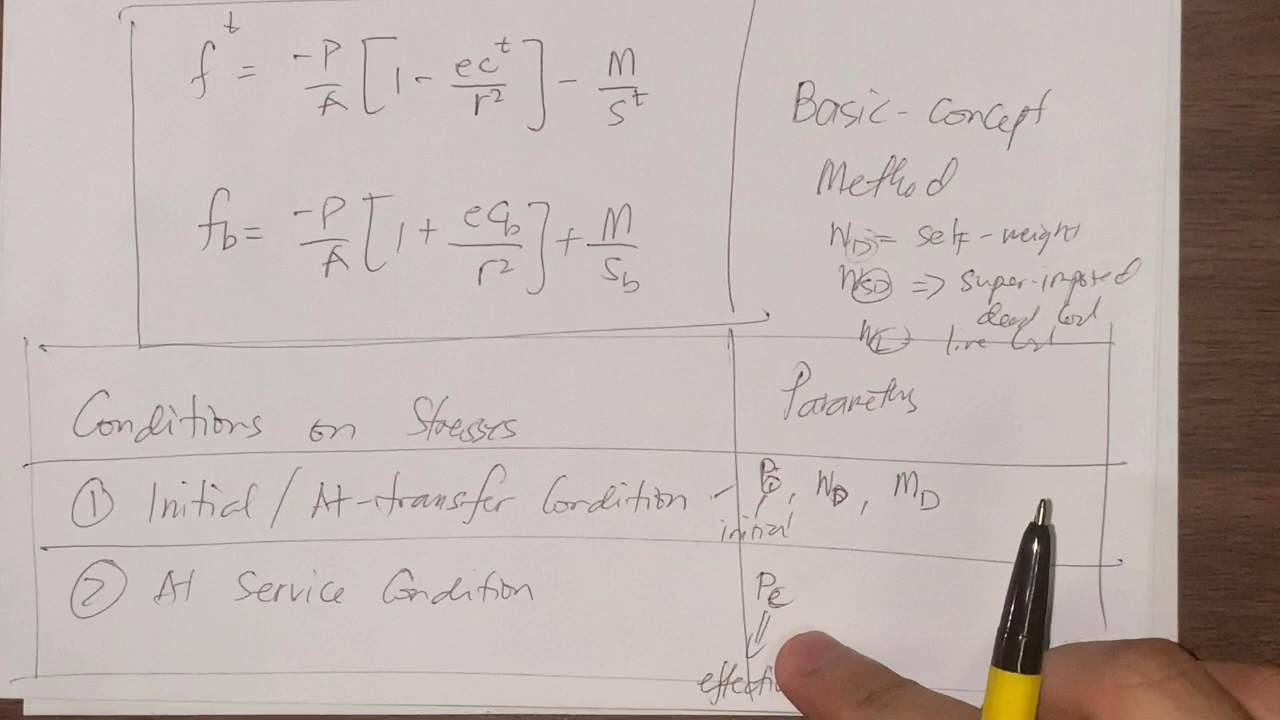 f^t = -P/A [1 - ec^t/r²] - M/S^t
f_b = -P/A [1 + ec_b/r²] + M/S_b
Basic-concept
Method
W_D = self-weight
W_SD => Super-imposed
dead load
W_L live load
Conditions on Stresses
Parameters
① Initial / At-transfer Condition - P_i, W_D, M_D
initial
② At Service Condition
P_e
effecti